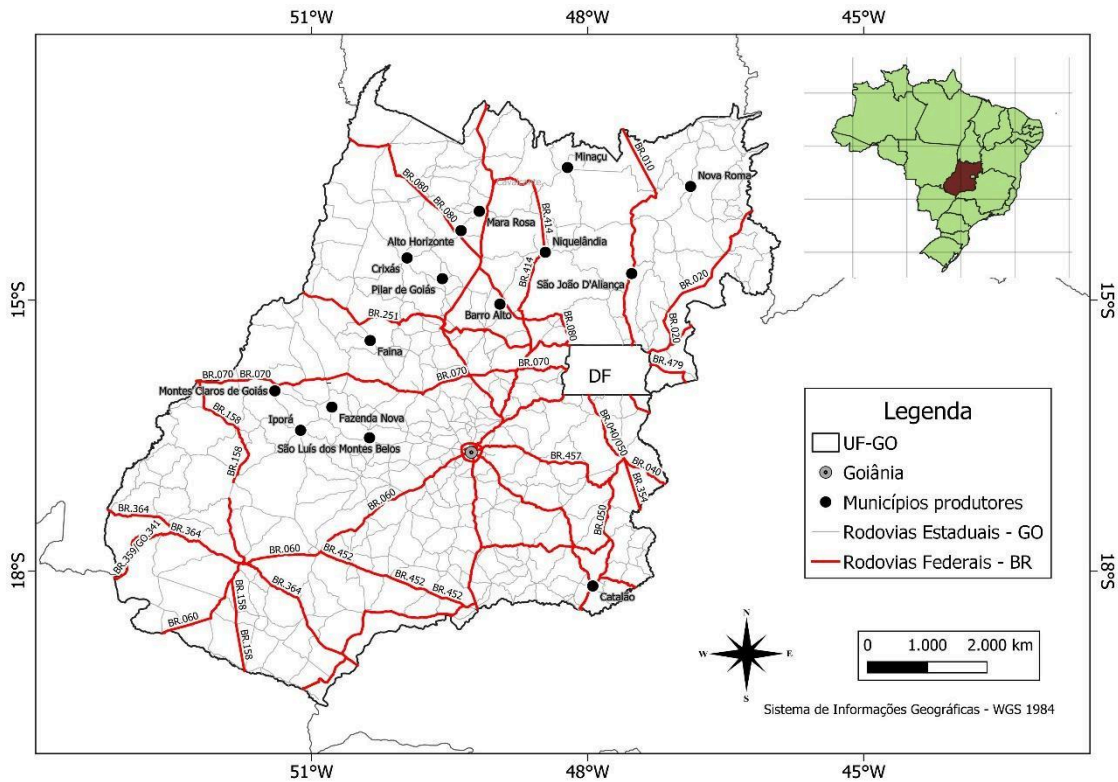 51°W 48°W 45°W
BR.010
Minaçu
Nova Roma
BR.080
BR.080
Mara Rosa
BR.414
Alto Horizonte
Niquelândia
Crixás
BR.414
São João D'Aliança
Pilar de Goiás
BR.020
15°S 15°S
Barro Alto
BR.251
BR.080
BR.020
Faina
BR.070
BR.479
BR.070 BR.070
BR.070
DF
Montes Claros de Goiás
BR.158
Fazenda Nova
Iporá
São Luís dos Montes Belos
BR.040/050
BR.158
BR.457
BR.040
BR.354
BR.060
BR.364
BR.050
BR.359/GO.341
BR.364
BR.060
BR.452
BR.452
BR.452
BR.364
18°S 18°S
Catalão
BR.158
BR.060
BR.158
Legenda
UF-GO
Goiânia
Municípios produtores
Rodovias Estaduais - GO
Rodovias Federais - BR
N
W E
S
0 1.000 2.000 km
Sistema de Informações Geográficas - WGS 1984
51°W 48°W 45°W